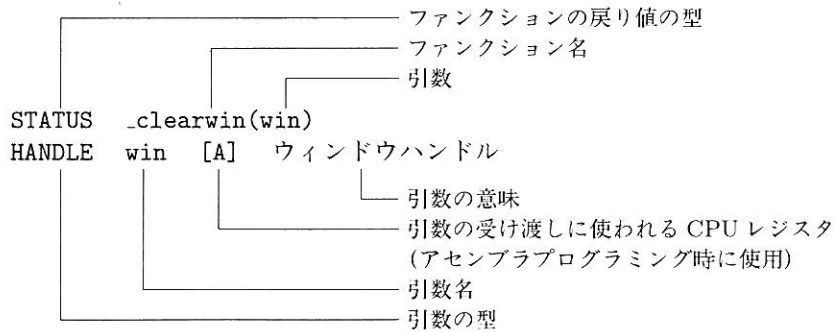 ファンクションの戻り値の型
ファンクション名
引数
STATUS _clearwin(win)
HANDLE win [A] ウィンドウハンドル
引数の意味
引数の受け渡しに使われる CPU レジスタ
(アセンブラプログラミング時に使用)
引数名
引数の型